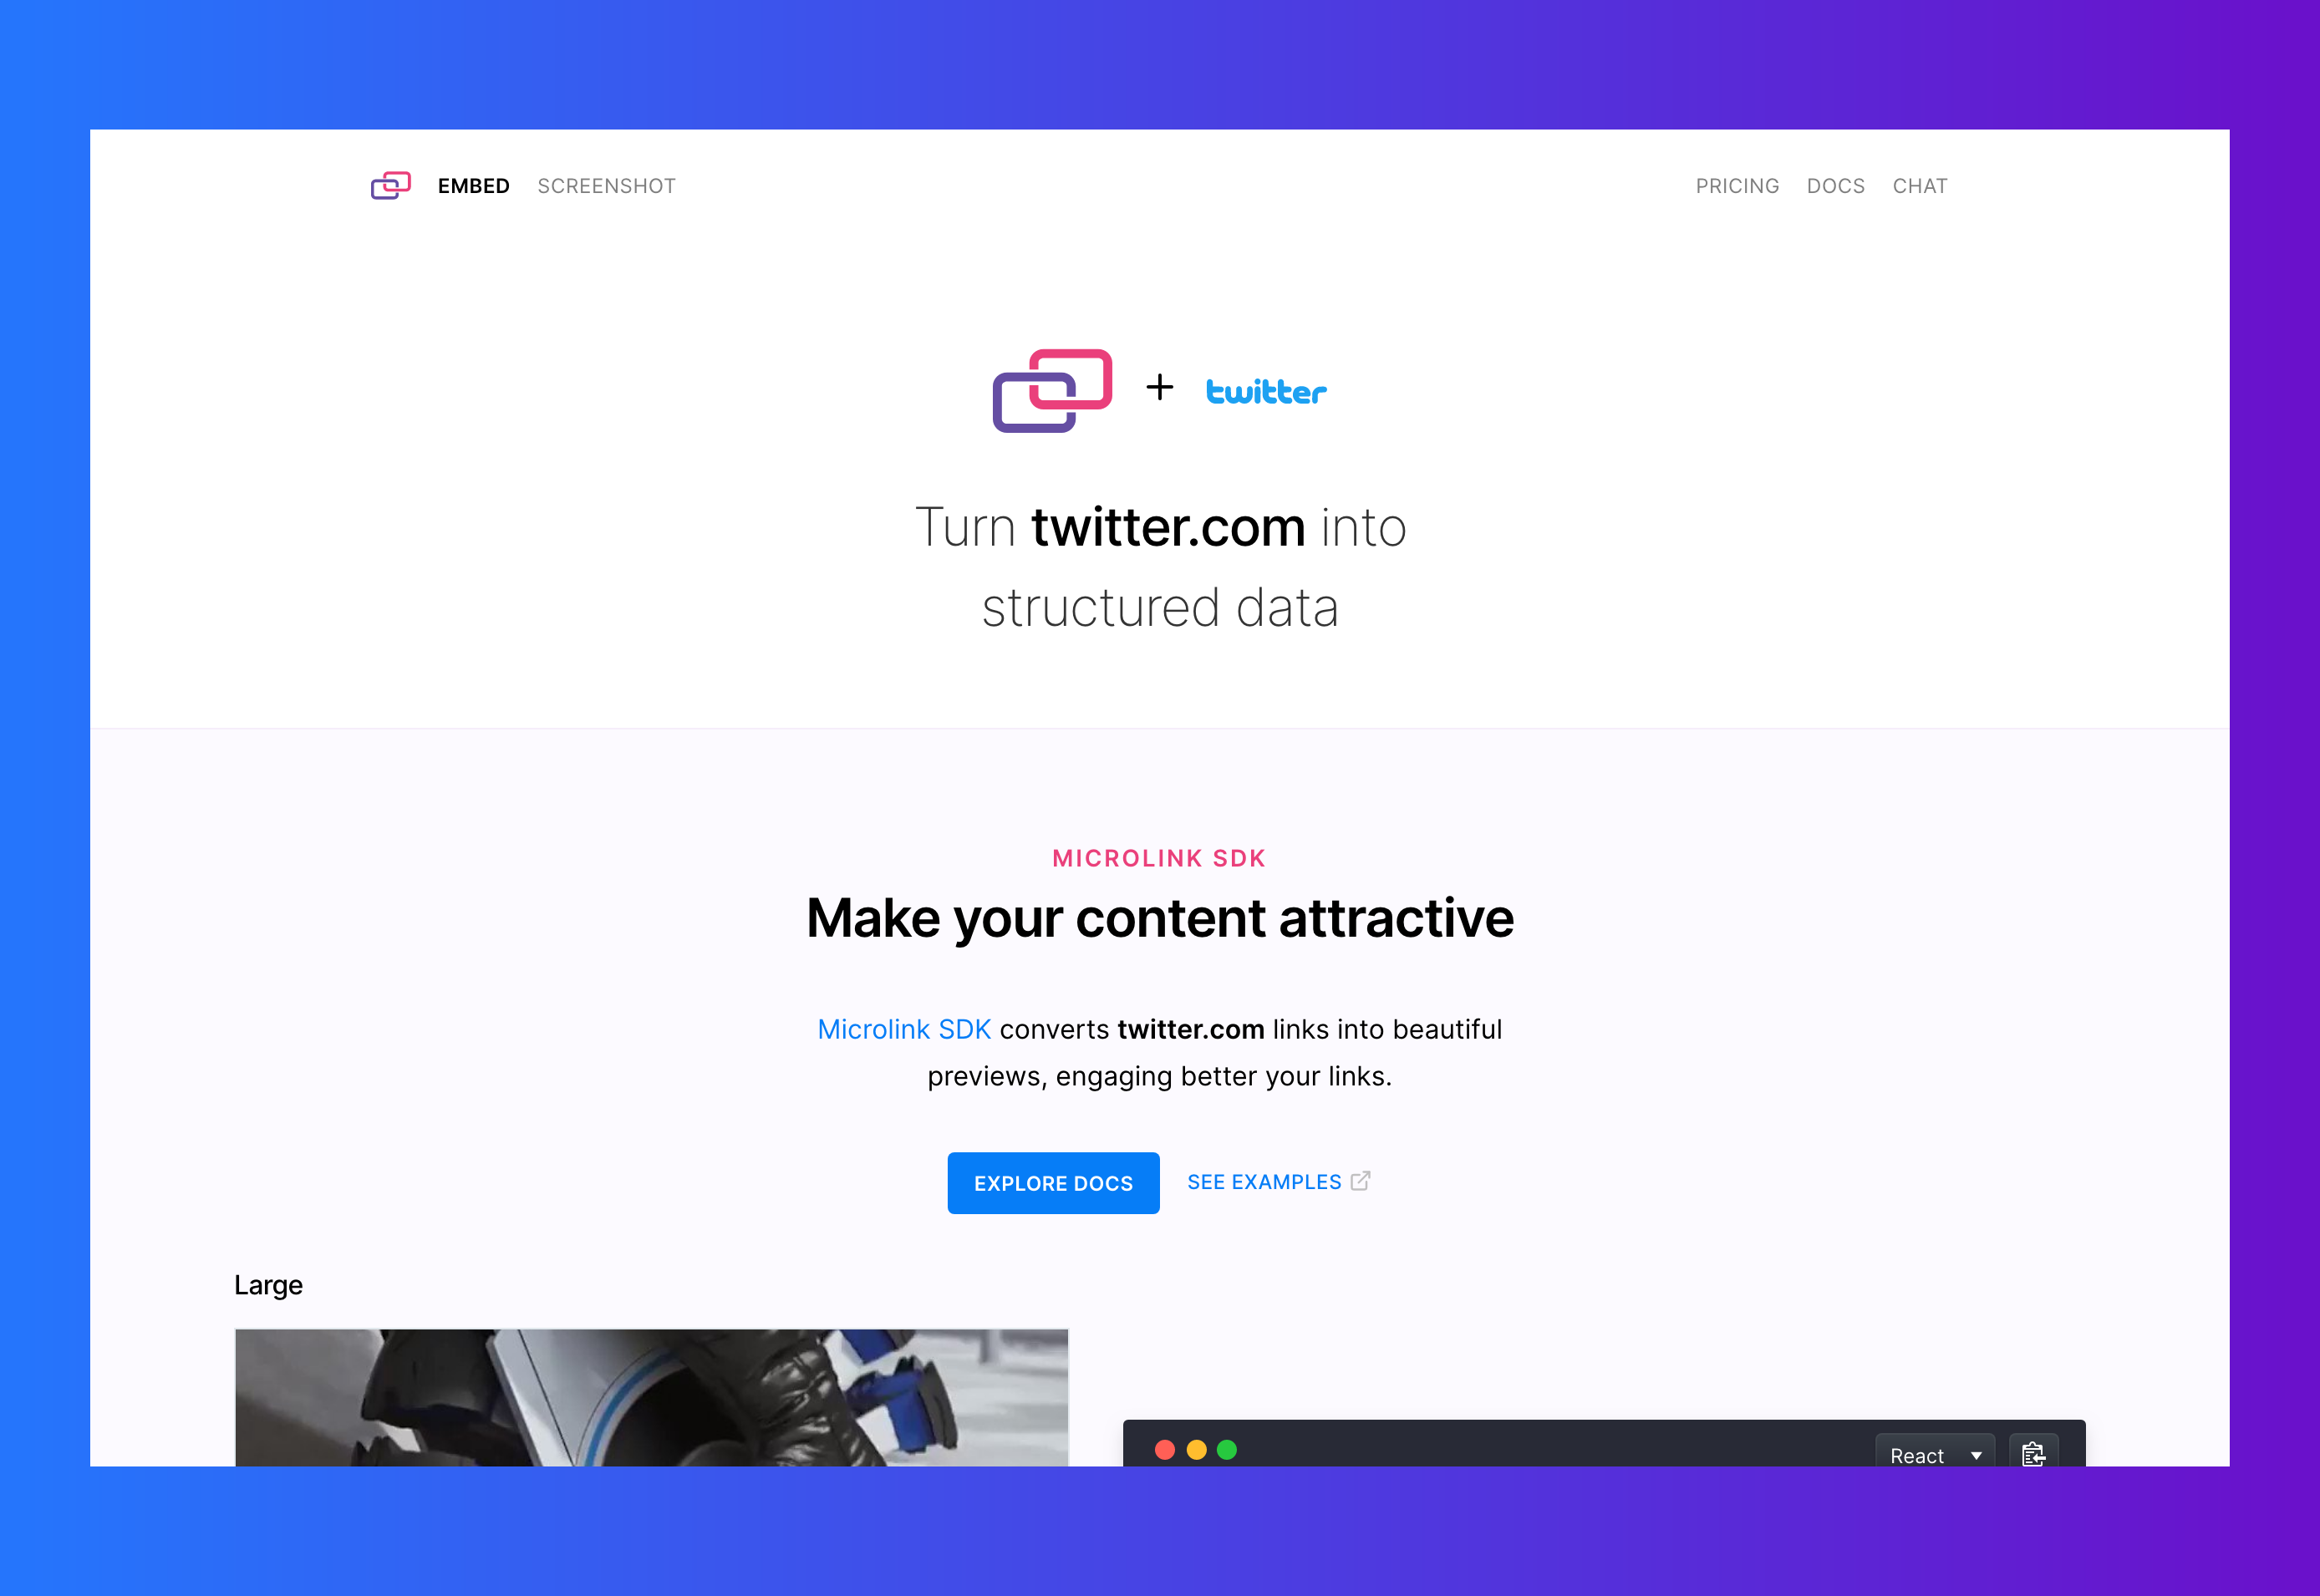 EMBED SCREENSHOT PRICING DOCS CHAT
+ twitter
Turn twitter.com into
structured data
MICROLINK SDK
Make your content attractive
Microlink SDK converts twitter.com links into beautiful
previews, engaging better your links.
EXPLORE DOCS SEE EXAMPLES
Large
React